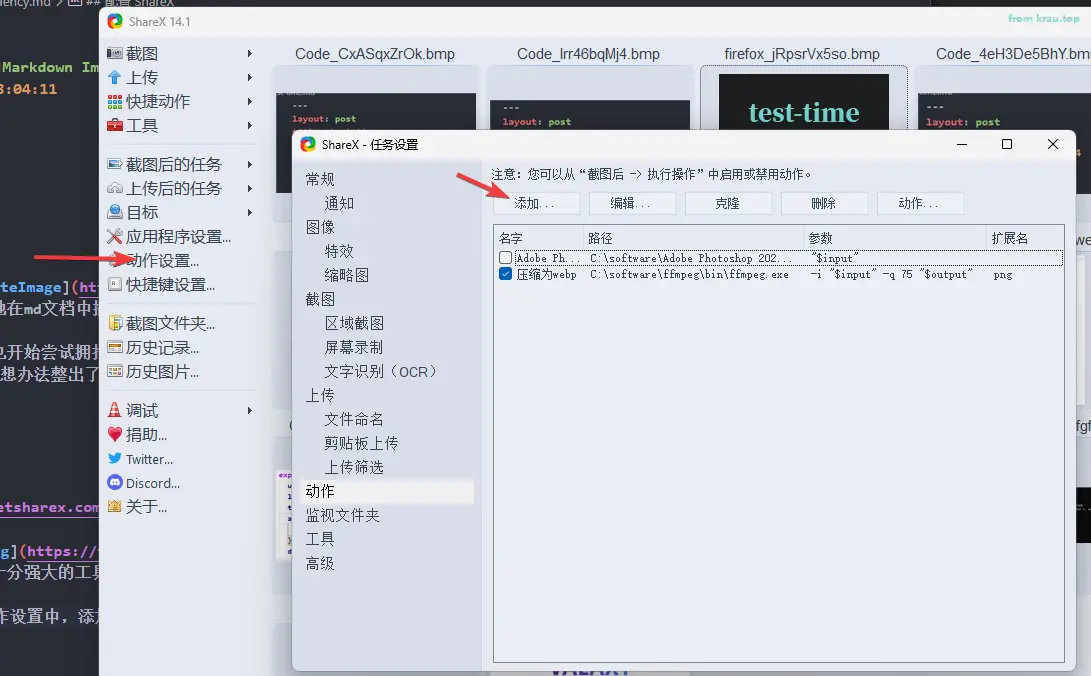 ShareX 14.1
from krau.top
截图
上传
快捷动作
工具
截图后的任务
上传后的任务
目标
应用程序设置...
动作设置...
快捷键设置...
截图文件夹...
历史记录...
历史图片...
调试
捐助...
Twitter...
Discord...
关于...
Code_CxASqxZrOk.bmp
Code_lrr46bqMj4.bmp
firefox_jRpsrVx5so.bmp
Code_4eH3De5BhY.bm
---
layout: post
---
layout: post
test-time
---
layout: post
Markdown Im
3:04:11
teImage](ht
地在md文档中插
也开始尝试拥抱
想办法整出了
etsharex.com
g](https://
十分强大的工具
作设置中，添加
ShareX - 任务设置
常规
通知
图像
特效
缩略图
截图
区域截图
屏幕录制
文字识别（OCR）
上传
文件命名
剪贴板上传
上传筛选
动作
监视文件夹
工具
高级
注意: 您可以从“截图后 -> 执行操作”中启用或禁用动作。
添加... 编辑... 克隆 删除 动作...
名字 路径 参数 扩展名
Adobe Ph... C:\software\Adobe Photoshop 202... "$input"
压缩为webp C:\software\ffmpeg\bin\ffmpeg.exe -i "$input" -q 75 "$output" png